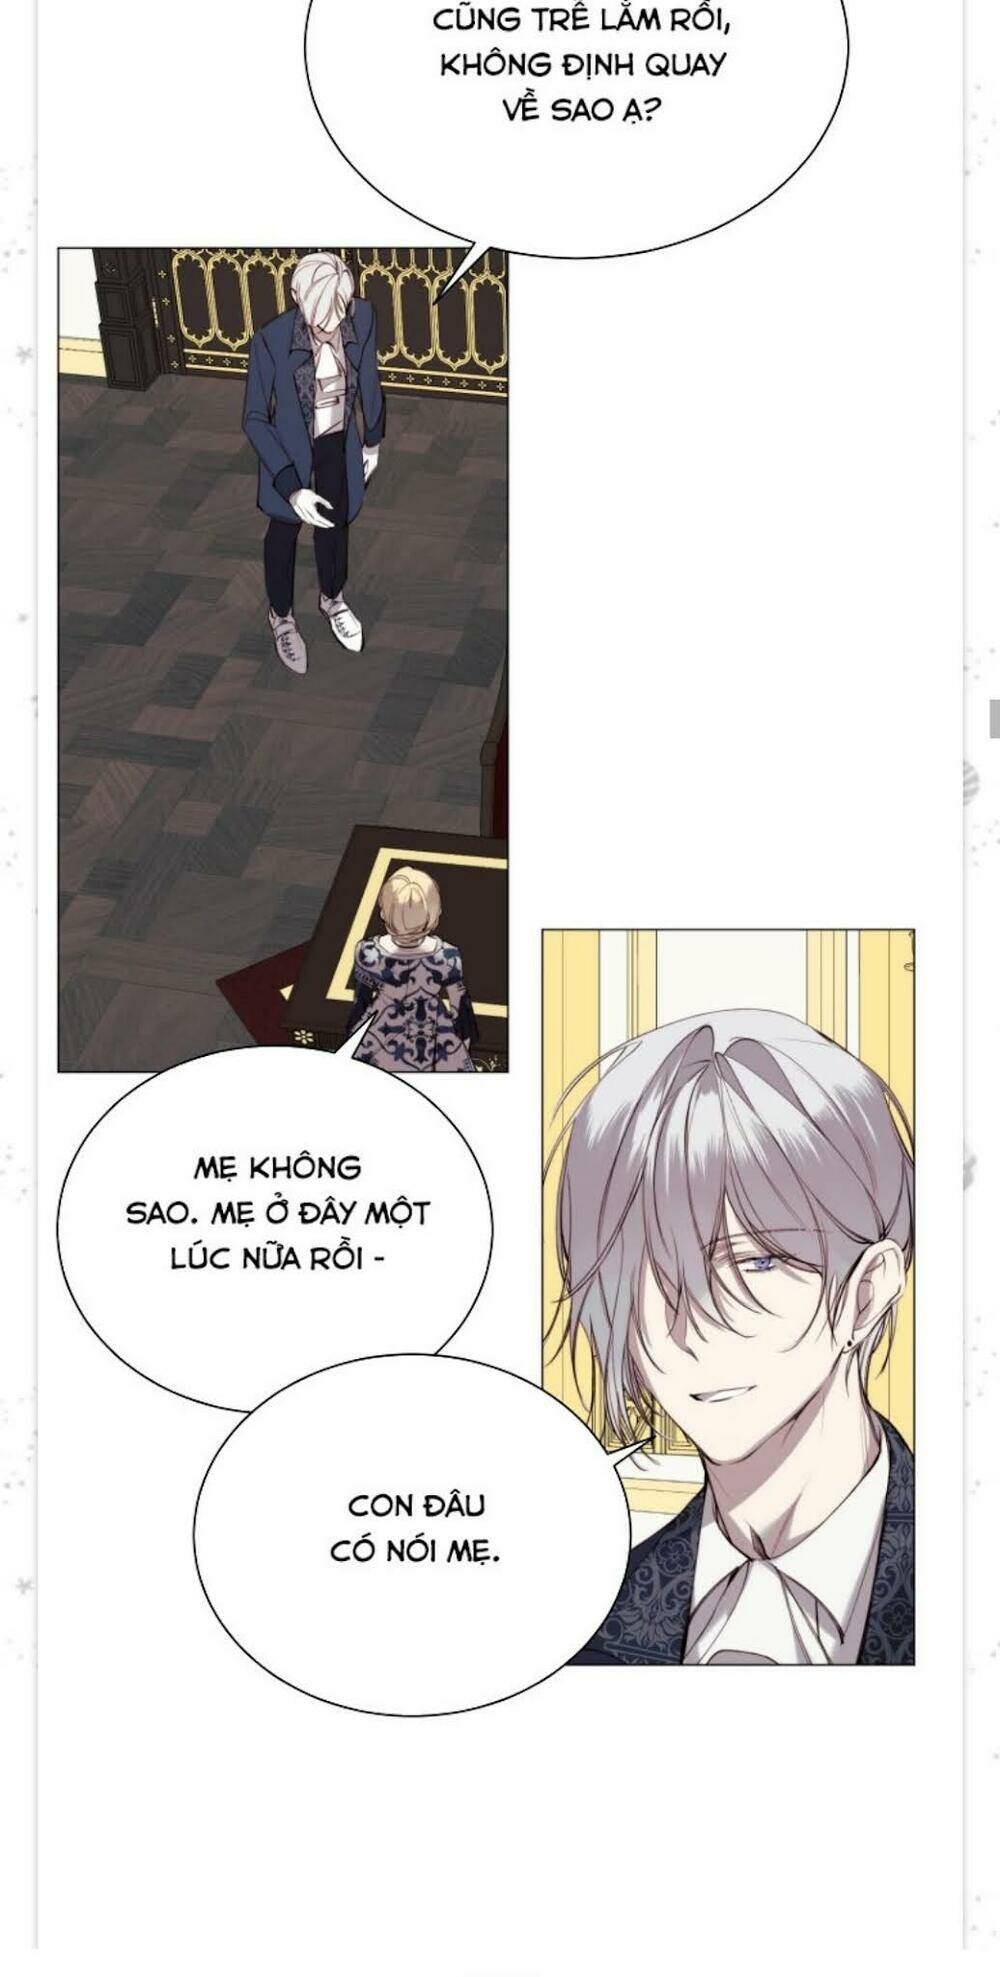 CŨNG TRỄ LẮM RỒI,
KHÔNG ĐỊNH QUAY
VỀ SAO Ạ?
MẸ KHÔNG
SAO. MẸ Ở ĐÂY MỘT
LÚC NỮA RỒI -
CON ĐÂU
CÓ NÓI MẸ.